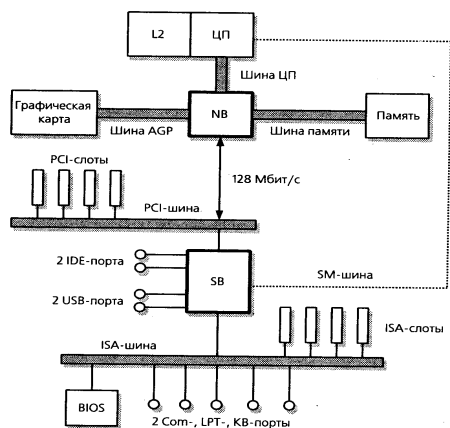 L2
ЦП
Шина ЦП
Графическая
карта
NB
Память
Шина AGP
Шина памяти
PCI-слоты
128 Мбит/с
PCI-шина
2 IDE-порта
SB
SM-шина
2 USB-порта
ISA-слоты
ISA-шина
BIOS
2 Com-, LPT-, KB-порты